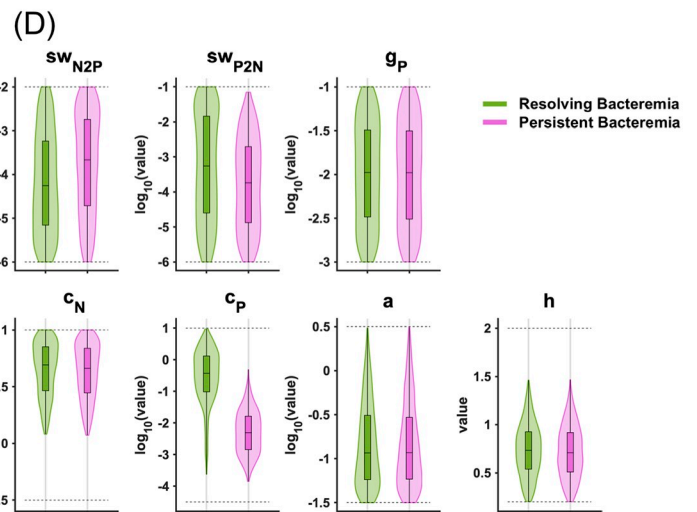 (D)
sw_N2P
sw_P2N
g_P
Resolving Bacteremia
Persistent Bacteremia
-2
-3
-4
-5
-6
log10(value)
-1
-2
-3
-4
-5
-6
log10(value)
-1
-1.5
-2
-2.5
-3
c_N
c_P
a
h
1
.5
0
5
log10(value)
1
0
-1
-2
-3
-4
log10(value)
0.5
0
-0.5
-1
-1.5
value
2
1.5
1
0.5